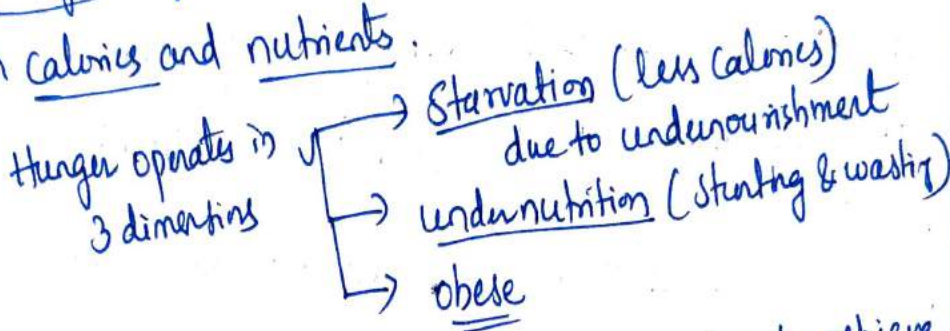 calories and nutrients.
Hunger operates in
3 dimentions
→ Starvation (less calories)
due to undernourishment
→ undernutrition (Stunting & wasting)
→ obese